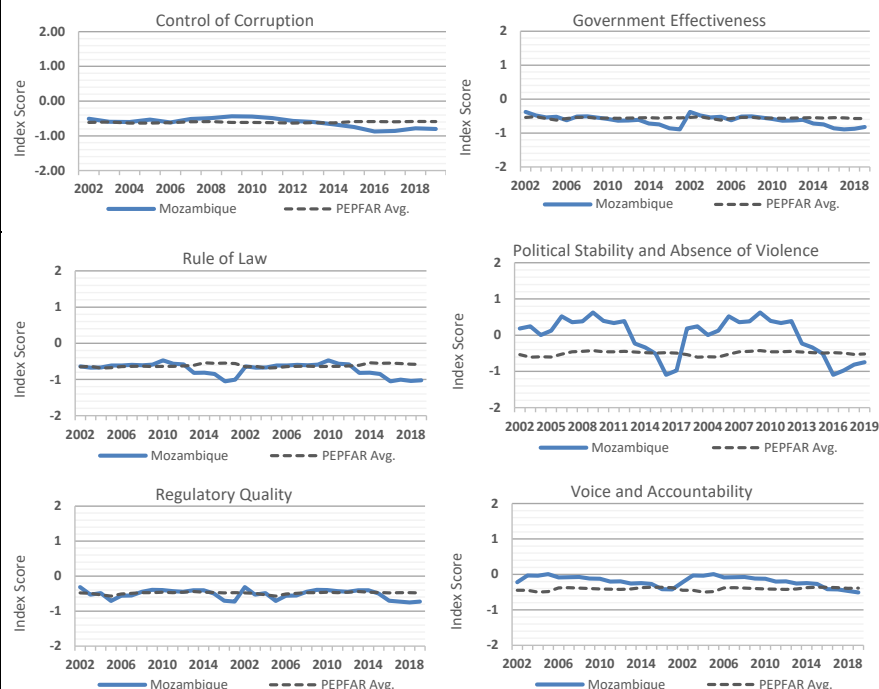 Control of Corruption
2.00
1.00
0.00
-1.00
-2.00
Index Score
2002 2004 2006 2008 2010 2012 2014 2016 2018
Mozambique PEPFAR Avg.
Government Effectiveness
2
1
0
-1
-2
Index Score
2002 2006 2010 2014 2002 2006 2010 2014 2018
Mozambique PEPFAR Avg.
Rule of Law
2
1
0
-1
-2
Index Score
2002 2006 2010 2014 2002 2006 2010 2014 2018
Mozambique PEPFAR Avg.
Political Stability and Absence of Violence
2
1
0
-1
-2
Index Score
2002 2005 2008 2011 2014 2017 2004 2007 2010 2013 2016 2019
Mozambique PEPFAR Avg.
Regulatory Quality
2
1
0
-1
-2
Index Score
2002 2006 2010 2014 2002 2006 2010 2014 2018
Mozambique PEPFAR Avg.
Voice and Accountability
2
1
0
-1
-2
Index Score
2002 2006 2010 2014 2002 2006 2010 2014 2018
Mozambique PEPFAR Avg.